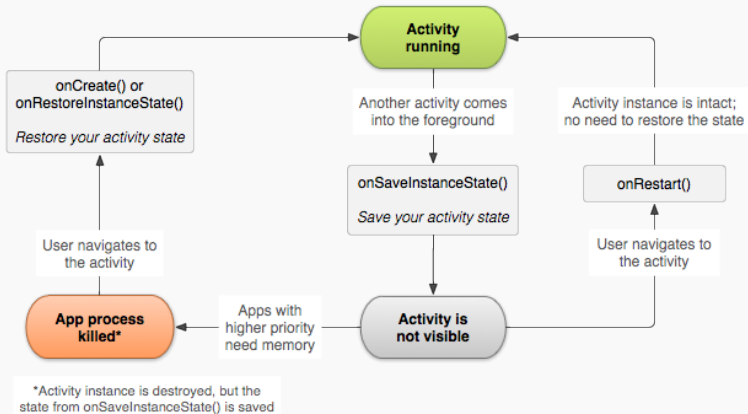 Activity
running
onCreate() or
onRestoreInstanceState()
Restore your activity state
Another activity comes
into the foreground
Activity instance is intact;
no need to restore the state
onSaveInstanceState()
Save your activity state
onRestart()
User navigates to
the activity
User navigates to
the activity
App process
killed*
Apps with
higher priority
need memory
Activity is
not visible
*Activity instance is destroyed, but the
state from onSaveInstanceState() is saved